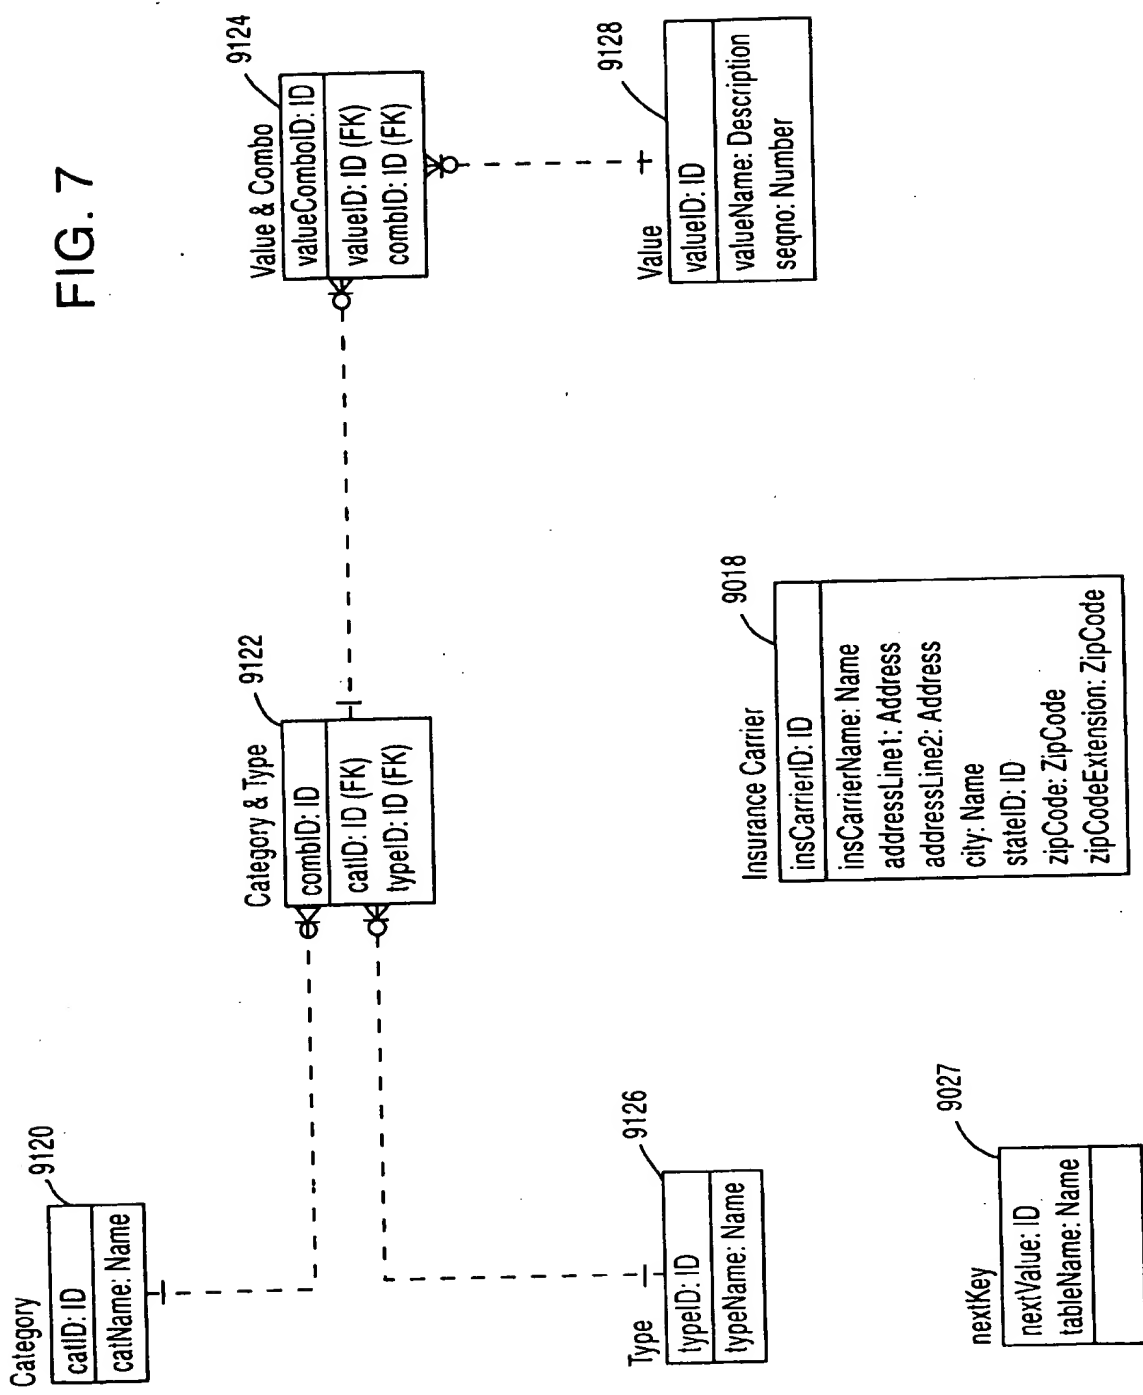 FIG. 7
Category
9120
catID: ID
catName: Name
Category & Type
9122
combID: ID
catID: ID (FK)
typeID: ID (FK)
Value & Combo
9124
valueComboID: ID
valueID: ID (FK)
combID: ID (FK)
Type
9126
typeID: ID
typeName: Name
Value
9128
valueID: ID
valueName: Description
seqno: Number
nextKey
9027
nextValue: ID
tableName: Name
Insurance Carrier
9018
insCarrierID: ID
insCarrierName: Name
addressLine1: Address
addressLine2: Address
city: Name
stateID: ID
zipCode: ZipCode
zipCodeExtension: ZipCode